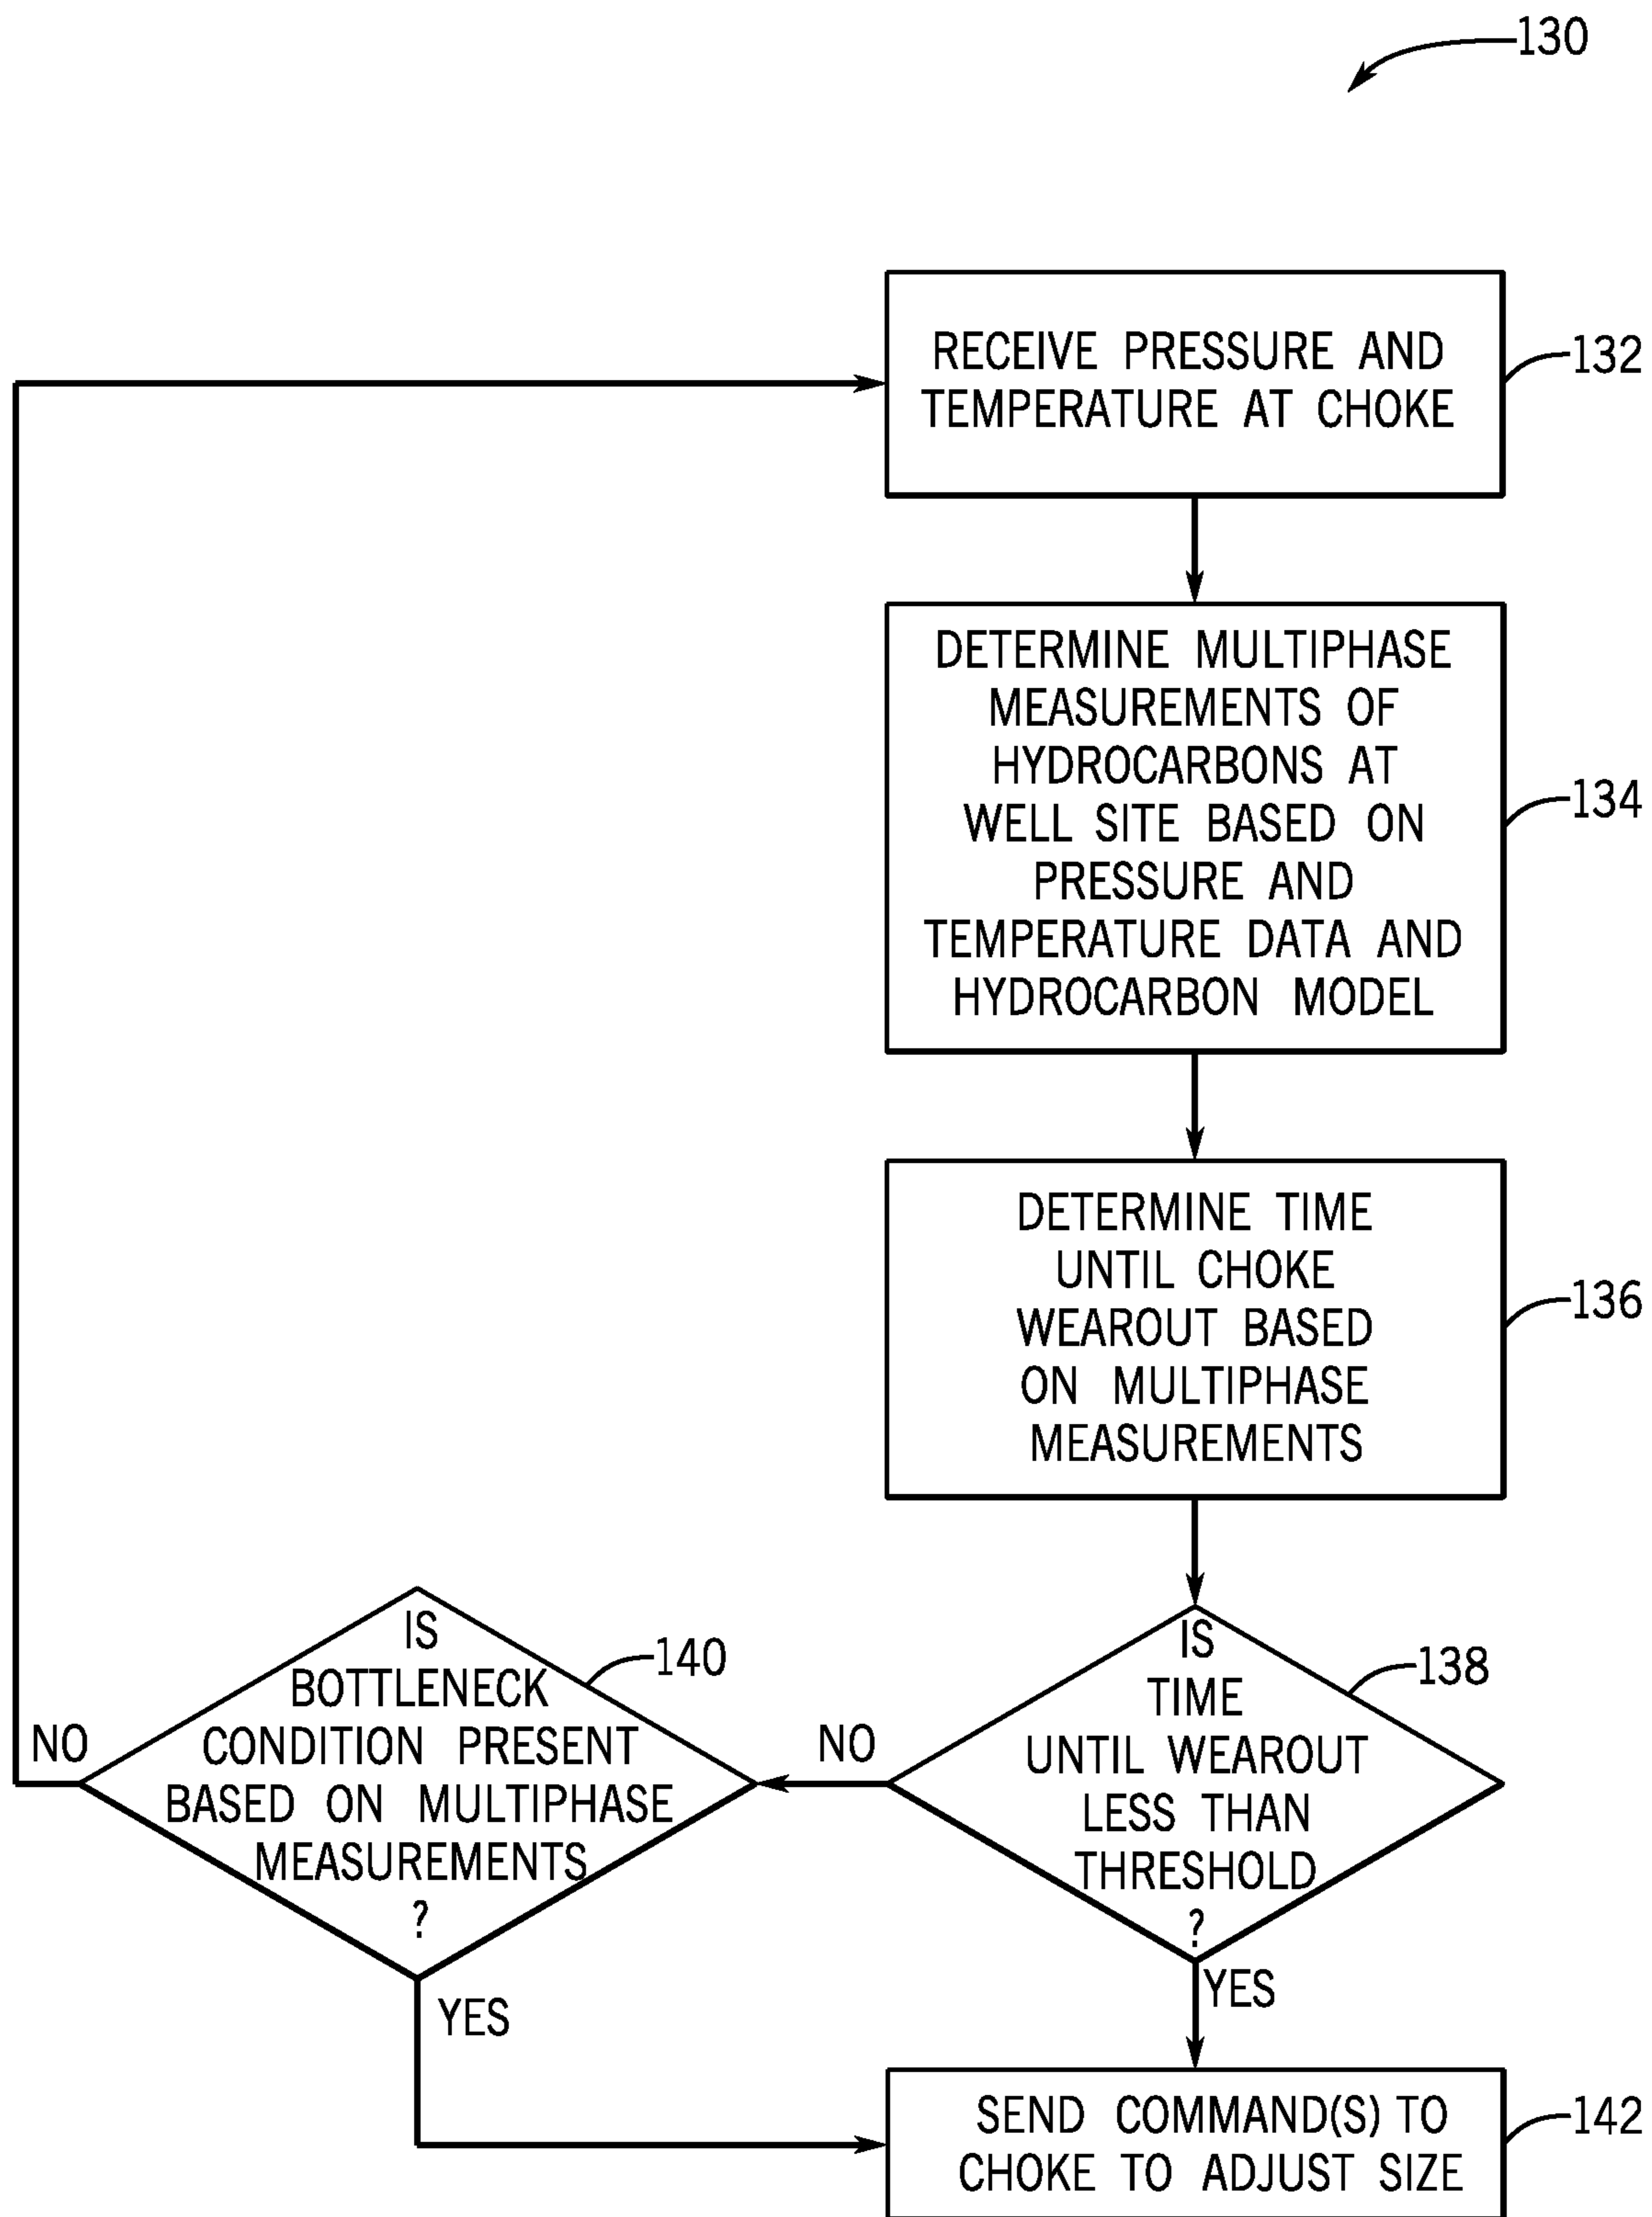 130
RECEIVE PRESSURE AND
TEMPERATURE AT CHOKE
132
DETERMINE MULTIPHASE
MEASUREMENTS OF
HYDROCARBONS AT
WELL SITE BASED ON
PRESSURE AND
TEMPERATURE DATA AND
HYDROCARBON MODEL
134
DETERMINE TIME
UNTIL CHOKE
WEAROUT BASED
ON MULTIPHASE
MEASUREMENTS
136
IS
TIME
UNTIL WEAROUT
LESS THAN
THRESHOLD
?
138
NO
YES
IS
BOTTLENECK
CONDITION PRESENT
BASED ON MULTIPHASE
MEASUREMENTS
?
140
NO
YES
SEND COMMAND(S) TO
CHOKE TO ADJUST SIZE
142